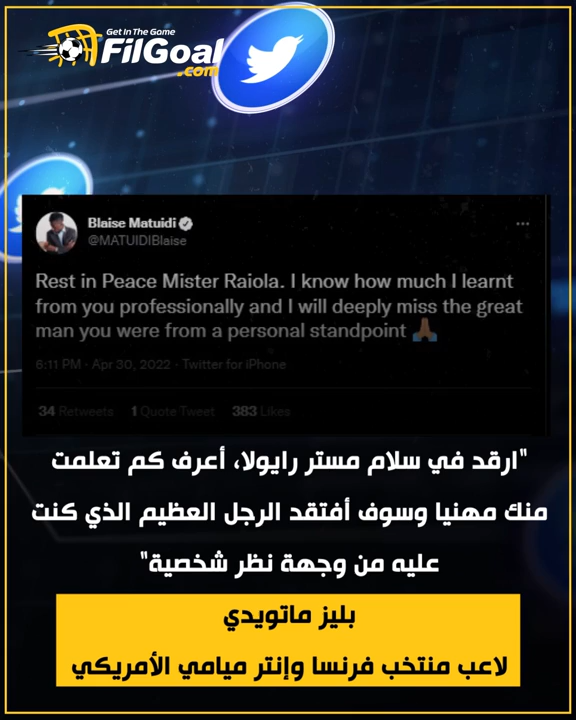 Get In The Game
FilGoal
.com
Blaise Matuidi
@MATUIDIBlaise
Rest in Peace Mister Raiola. I know how much I learnt
from you professionally and I will deeply miss the great
man you were from a personal standpoint 🙏🏾
6:11 PM · Apr 30, 2022 · Twitter for iPhone
34 Retweets 1 Quote Tweet 383 Likes
"ارقد في سلام مستر رايولا، أعرف كم تعلمت
منك مهنيا وسوف أفتقد الرجل العظيم الذي كنت
عليه من وجهة نظر شخصية"
بليز ماتويدي
لاعب منتخب فرنسا وإنتر ميامي الأمريكي